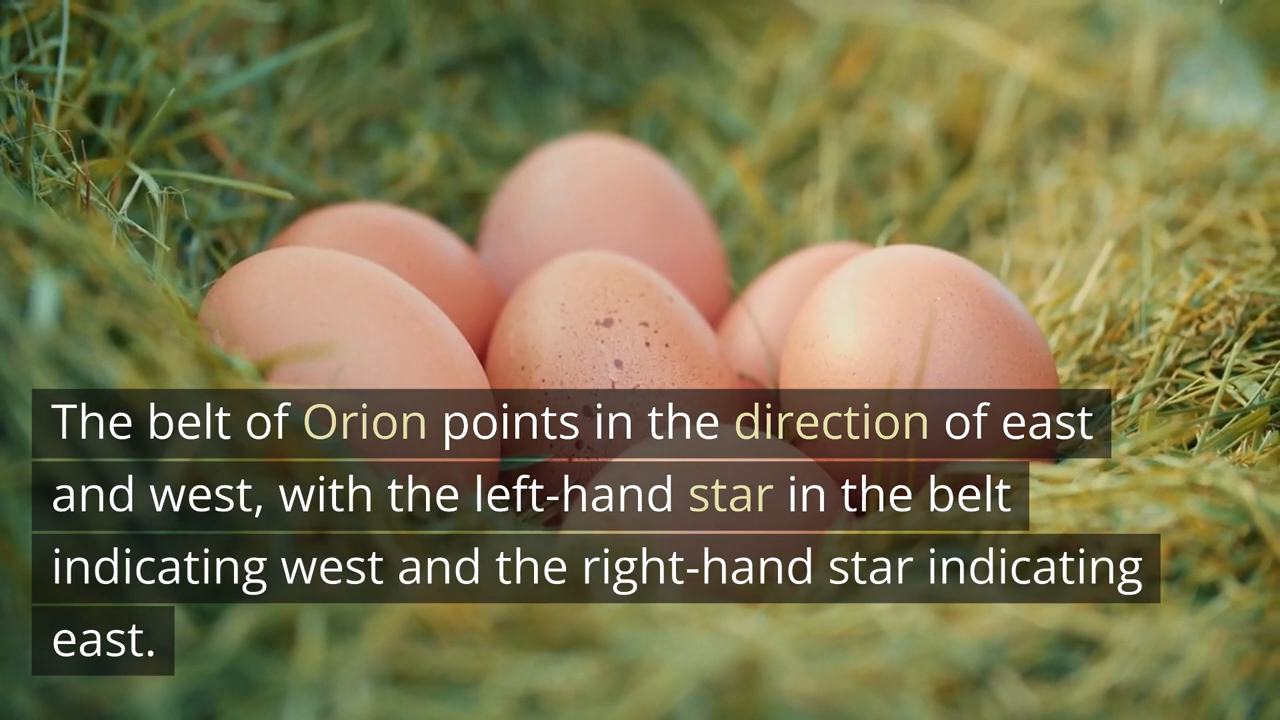 The belt of Orion points in the direction of east
and west, with the left-hand star in the belt
indicating west and the right-hand star indicating
east.